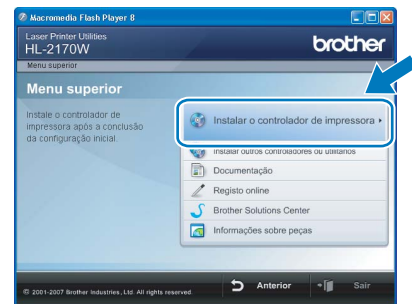 Macromedia Flash Player 8
Laser Printer Utilities
HL-2170W
brother
Menu superior
Menu superior
Instale o controlador de
impressora após a conclusão
da configuração inicial.
Instalar o controlador de impressora
Instalar outros controladores ou utilitários
Documentação
Registo online
Brother Solutions Center
Informações sobre peças
© 2001-2007 Brother Industries, Ltd. All rights reserved.
Anterior
Sair